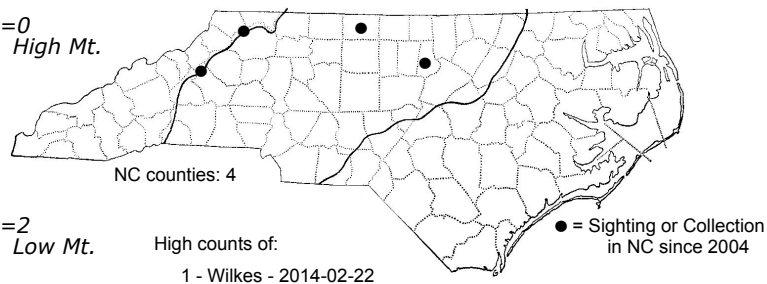 =0
High Mt.
NC counties: 4
=2
Low Mt.
High counts of:
1 - Wilkes - 2014-02-22
● = Sighting or Collection
in NC since 2004